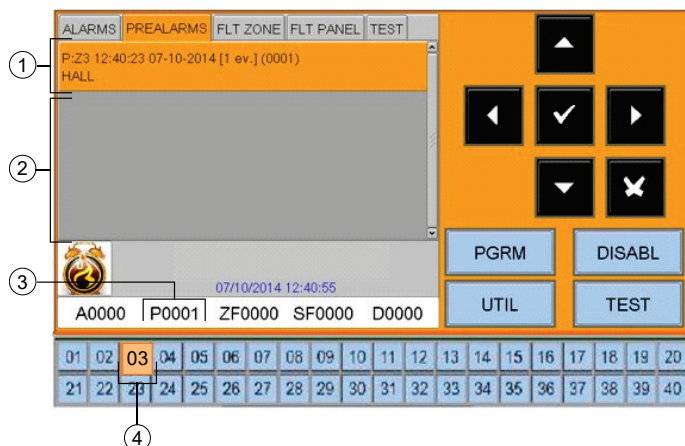 ALARMS PREALARMS FLT ZONE FLT PANEL TEST
1
P:Z3 12:40:23 07-10-2014 [1 ev.] (0001)
HALL
2
PGRM DISABL
3
07/10/2014 12:40:55
UTIL TEST
A0000 P0001 ZF0000 SF0000 D0000
01 02 03 04 05 06 07 08 09 10 11 12 13 14 15 16 17 18 19 20
21 22 23 24 25 26 27 28 29 30 31 32 33 34 35 36 37 38 39 40
4